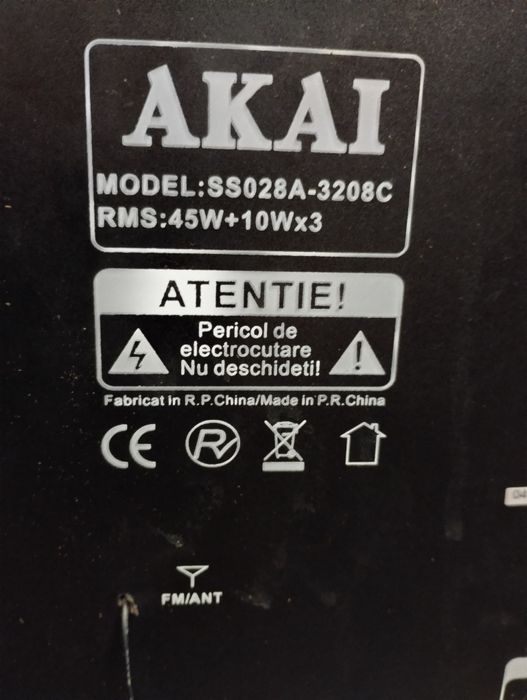 AKAI
MODEL:SS028A-3208C
RMS:45W+10Wx3
ATENTIE!
Pericol de
electrocutare
Nu deschideti!
Fabricat in R.P.China/Made in P.R.China
CE
FM/ANT